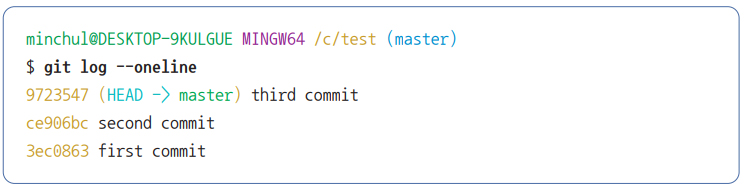 minchul@DESKTOP-9KULGUE MINGW64 /c/test (master)
$ git log --oneline
9723547 (HEAD -> master) third commit
ce906bc second commit
3ec0863 first commit